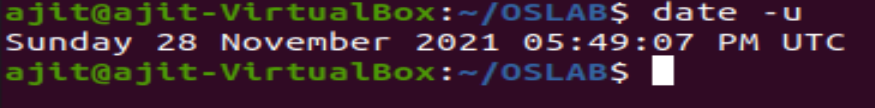 ajit@ajit-VirtualBox:~/OSLAB$ date -u
Sunday 28 November 2021 05:49:07 PM UTC
ajit@ajit-VirtualBox:~/OSLAB$